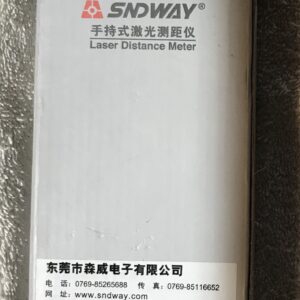 SNDWAY®
手持式激光测距仪
Laser Distance Meter
东莞市森威电子有限公司
电 话：0769-85265688 传 真：0769-85116652
网 址：www.sndway.com